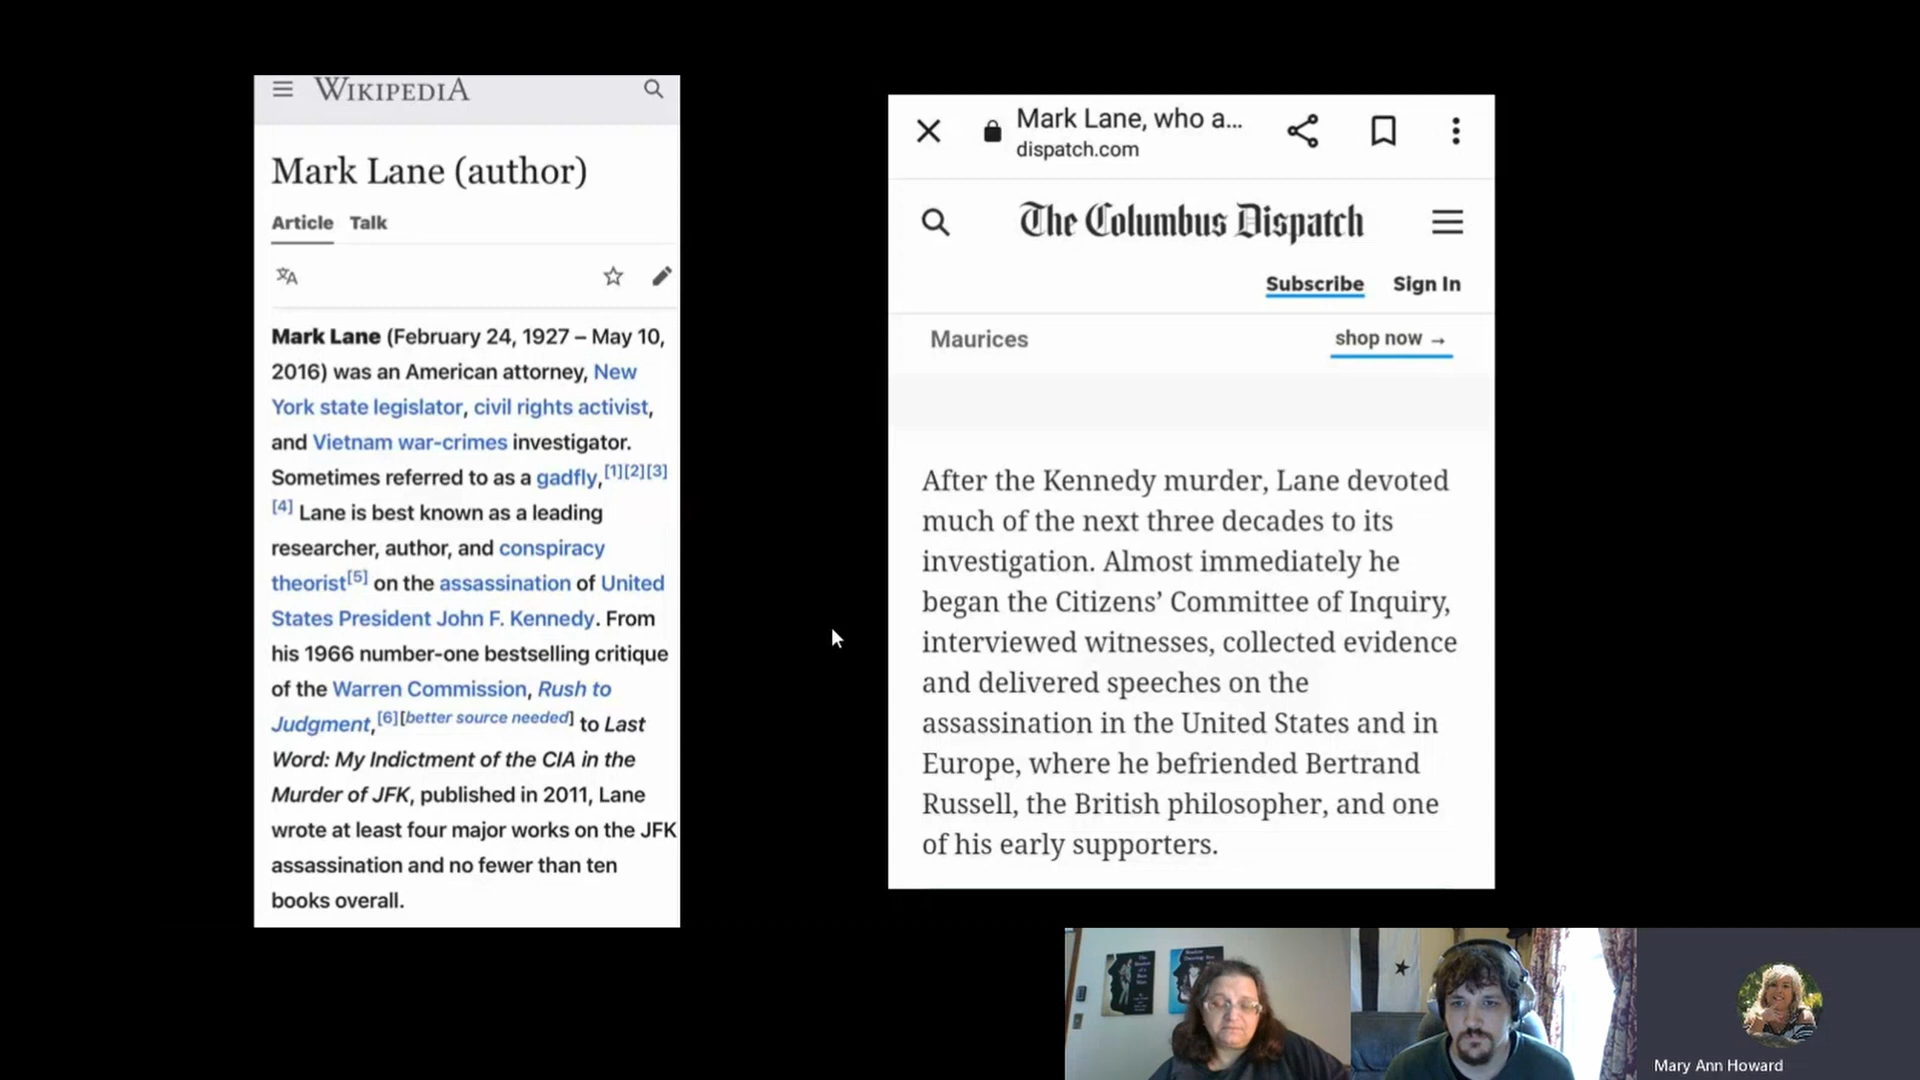 WIKIPEDIA
Mark Lane (author)
Article Talk
Mark Lane (February 24, 1927 – May 10,
2016) was an American attorney, New
York state legislator, civil rights activist,
and Vietnam war-crimes investigator.
Sometimes referred to as a gadfly,[1][2][3]
[4] Lane is best known as a leading
researcher, author, and conspiracy
theorist[5] on the assassination of United
States President John F. Kennedy. From
his 1966 number-one bestselling critique
of the Warren Commission, Rush to
Judgment,[6][better source needed] to Last
Word: My Indictment of the CIA in the
Murder of JFK, published in 2011, Lane
wrote at least four major works on the JFK
assassination and no fewer than ten
books overall.
Mark Lane, who a...
dispatch.com
The Columbus Dispatch
Subscribe Sign In
Maurices shop now →
After the Kennedy murder, Lane devoted
much of the next three decades to its
investigation. Almost immediately he
began the Citizens’ Committee of Inquiry,
interviewed witnesses, collected evidence
and delivered speeches on the
assassination in the United States and in
Europe, where he befriended Bertrand
Russell, the British philosopher, and one
of his early supporters.
Mary Ann Howard